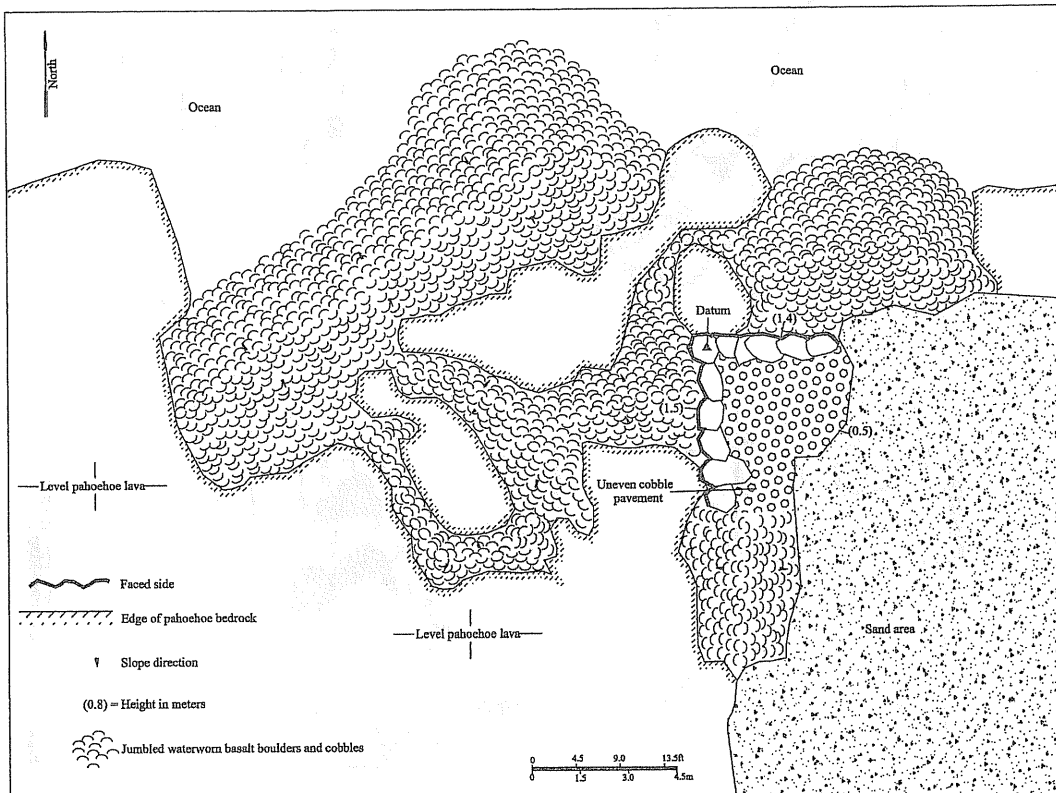 North
Ocean
Ocean
Datum
(1.4)
(1.5)
(0.5)
Level pahoehoe lava
Uneven cobble
pavement
Faced side
Edge of pahoehoe bedrock
Level pahoehoe lava
Sand area
Slope direction
(0.8) = Height in meters
Jumbled waterworn basalt boulders and cobbles
0 4.5 9.0 13.5ft
0 1.5 3.0 4.5m